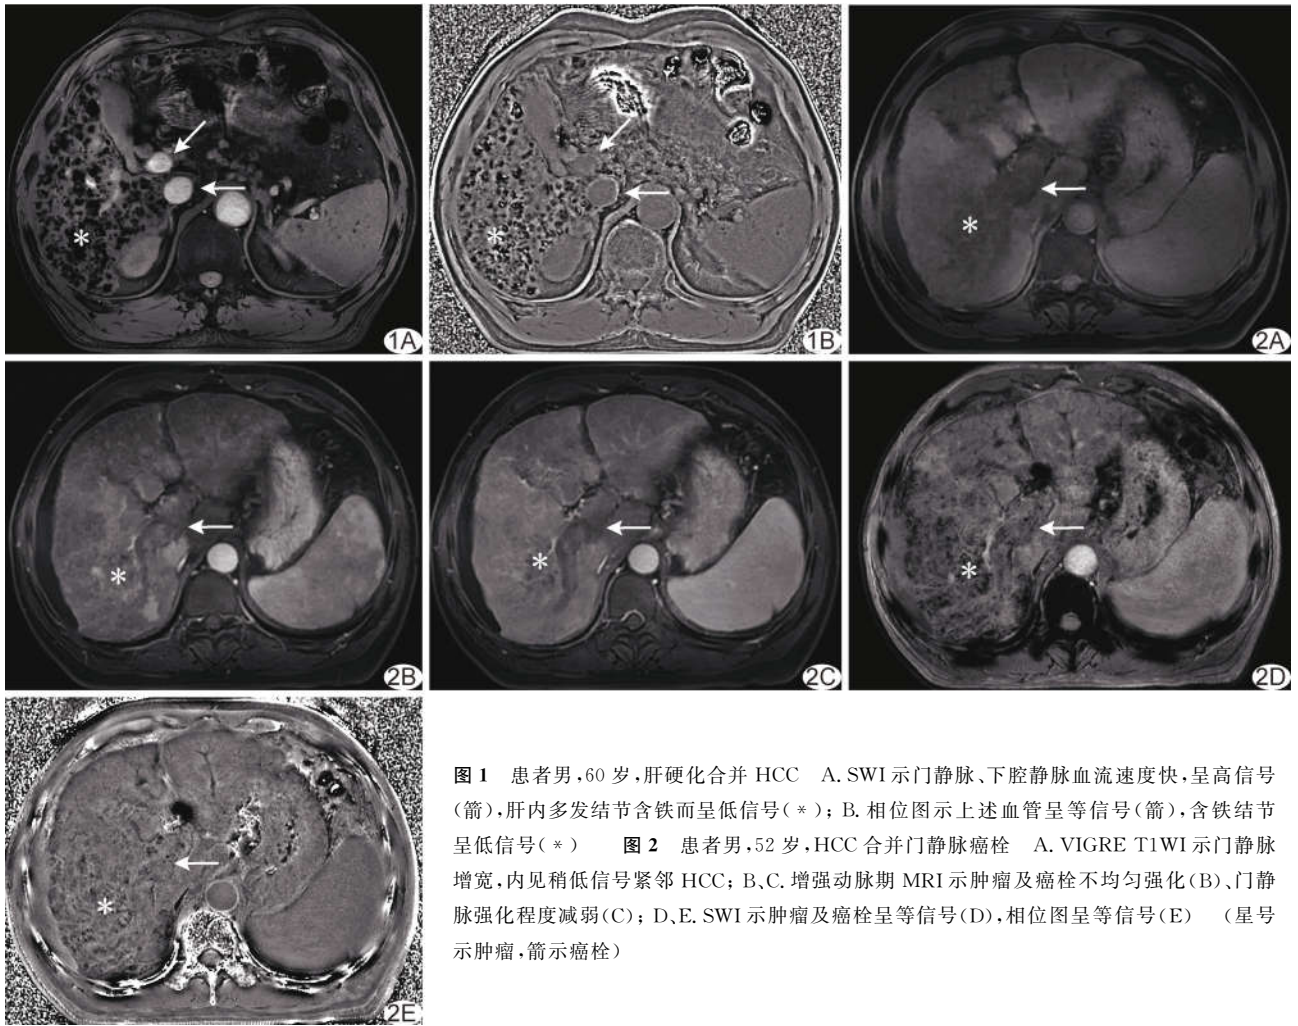 1A
1B
2A
2B
2C
2D
2E
图 1 患者男,60 岁,肝硬化合并 HCC A. SWI 示门静脉、下腔静脉血流速度快,呈高信号
(箭),肝内多发结节含铁而呈低信号(*); B. 相位图示上述血管呈等信号(箭),含铁结节
呈低信号(*) 图 2 患者男,52 岁,HCC 合并门静脉癌栓 A. VIGRE T1WI 示门静脉
增宽,内见稍低信号紧邻 HCC; B、C. 增强动脉期 MRI 示肿瘤及癌栓不均匀强化(B)、门静
脉强化程度减弱(C); D、E. SWI 示肿瘤及癌栓呈等信号(D),相位图呈等信号(E) (星号
示肿瘤,箭示癌栓)